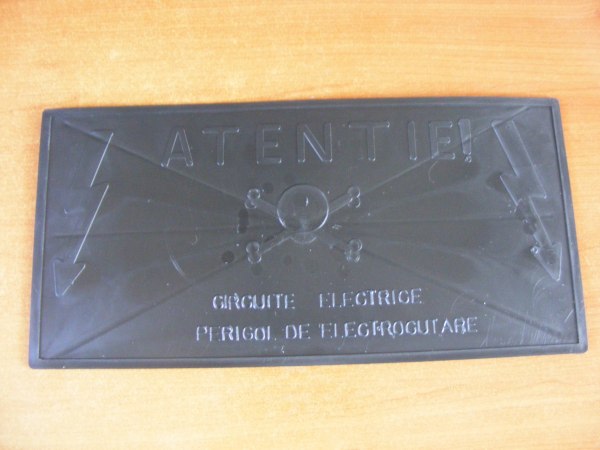 ATENTIE!
CIRCUITE ELECTRICE
PERICOL DE ELECTROCUTARE